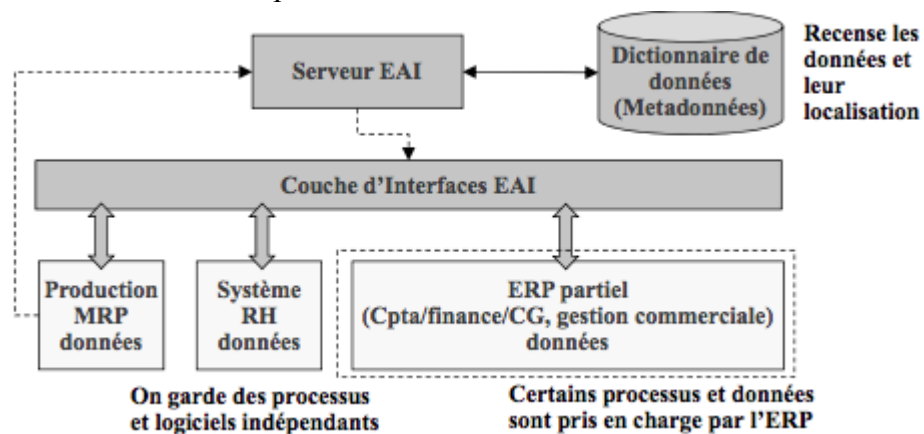 Serveur EAI
Dictionnaire de
données
(Metadonnées)
Recense les
données et
leur
localisation
Couche d'Interfaces EAI
Production
MRP
données
Système
RH
données
ERP partiel
(Cpta/finance/CG, gestion commerciale)
données
On garde des processus
et logiciels indépendants
Certains processus et données
sont pris en charge par l'ERP